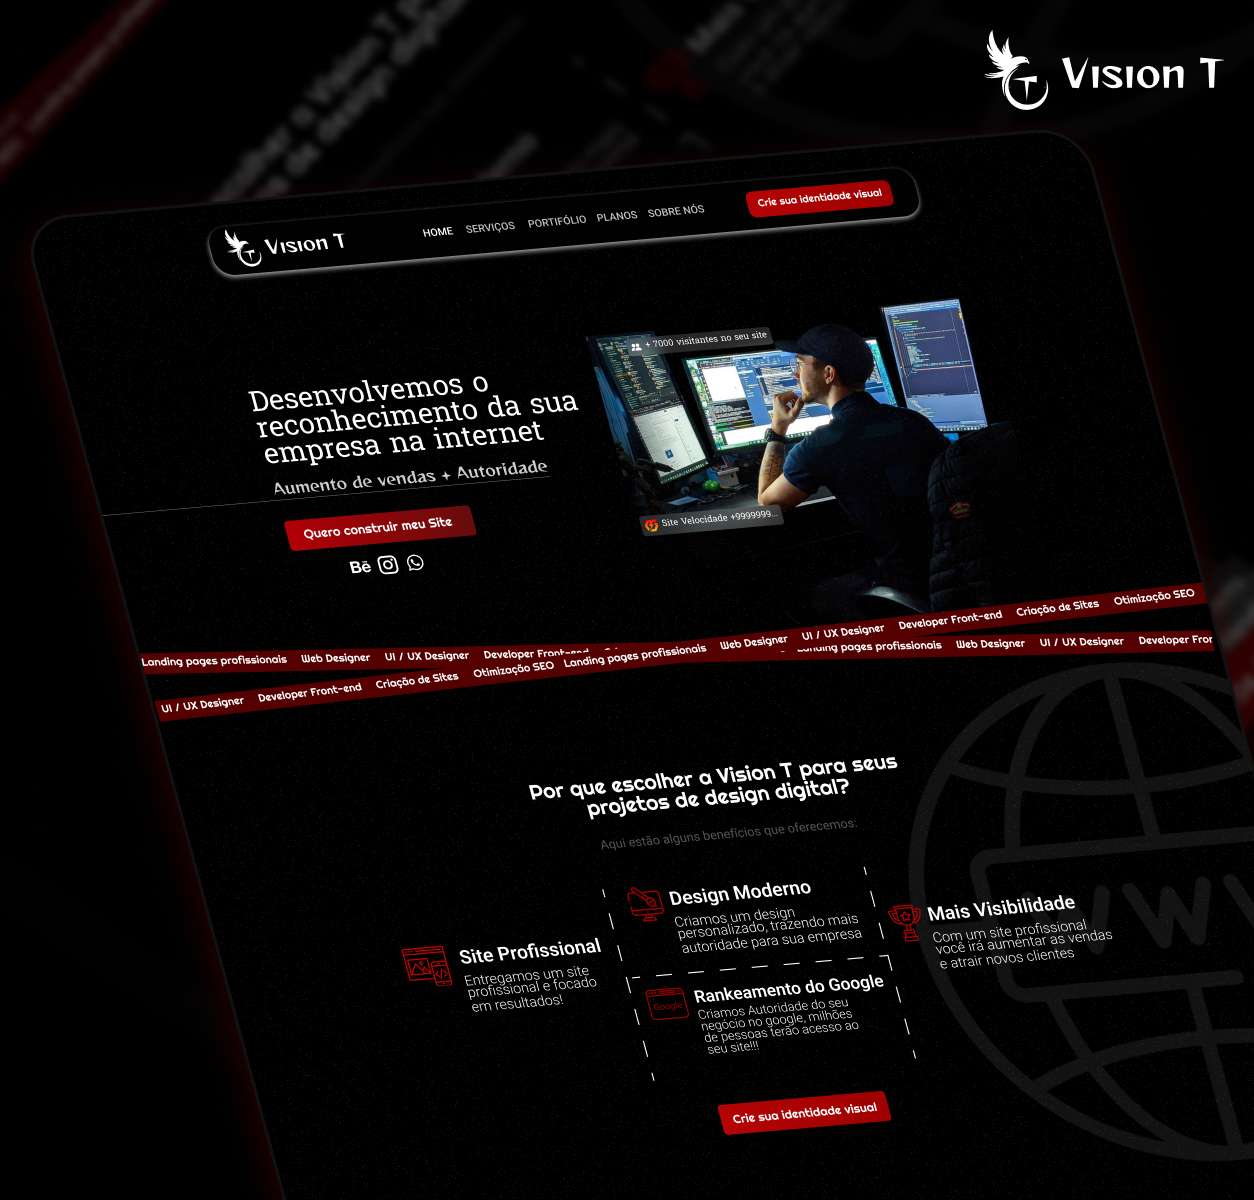 Vision T
Vision T
HOME SERVIÇOS PORTIFÓLIO PLANOS SOBRE NÓS
Crie sua identidade visual
Desenvolvemos o
reconhecimento da sua
empresa na internet
Aumento de vendas + Autoridade
Quero construir meu Site
Bē
+ 7000 visitantes no seu site
Site Velocidade +9999999...
Landing pages profissionais Web Designer UI / UX Designer Developer Front-end
Landing pages profissionais Web Designer UI / UX Designer Developer Front
UI / UX Designer Developer Front-end Criação de Sites Otimização SEO Landing pages profissionais Web Designer UI / UX Designer Developer Front-end Criação de Sites Otimização SEO
Por que escolher a Vision T para seus
projetos de design digital?
Aqui estão alguns benefícios que oferecemos:
Site Profissional
Entregamos um site
profissional e focado
em resultados!
Design Moderno
Criamos um design
personalizado, trazendo mais
autoridade para sua empresa
Google
Rankeamento do Google
Criamos Autoridade do seu
negócio no google, milhões
de pessoas terão acesso ao
seu site!!!
Mais Visibilidade
Com um site profissional
você irá aumentar as vendas
e atrair novos clientes
Crie sua identidade visual